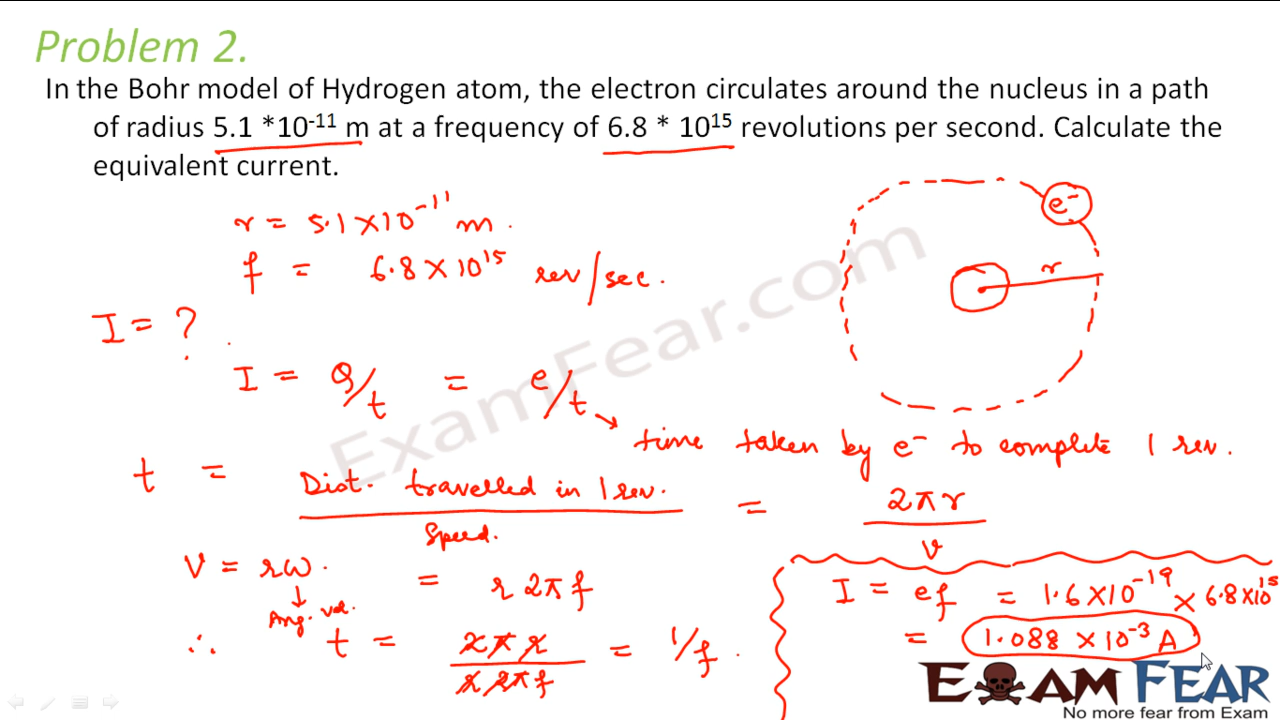 Problem 2.
In the Bohr model of Hydrogen atom, the electron circulates around the nucleus in a path
of radius 5.1 *10⁻¹¹ m at a frequency of 6.8 * 10¹⁵ revolutions per second. Calculate the
equivalent current.
r = 5.1 × 10⁻¹¹ m.
f = 6.8 × 10¹⁵ rev/sec.
e⁻
r
I = ?
I = Q/t = e/t
time taken by e⁻ to complete 1 rev.
t = Dist. travelled in 1 rev. / Speed. = 2πr / v
V = rω. = r 2πf
Ang. vel.
∴ t = 2πr / r2πf = 1/f.
I = ef = 1.6×10⁻¹⁹ × 6.8×10¹⁵
= 1.088 × 10⁻³ A
ExamFear.com
EXAM FEAR
No more fear from Exam